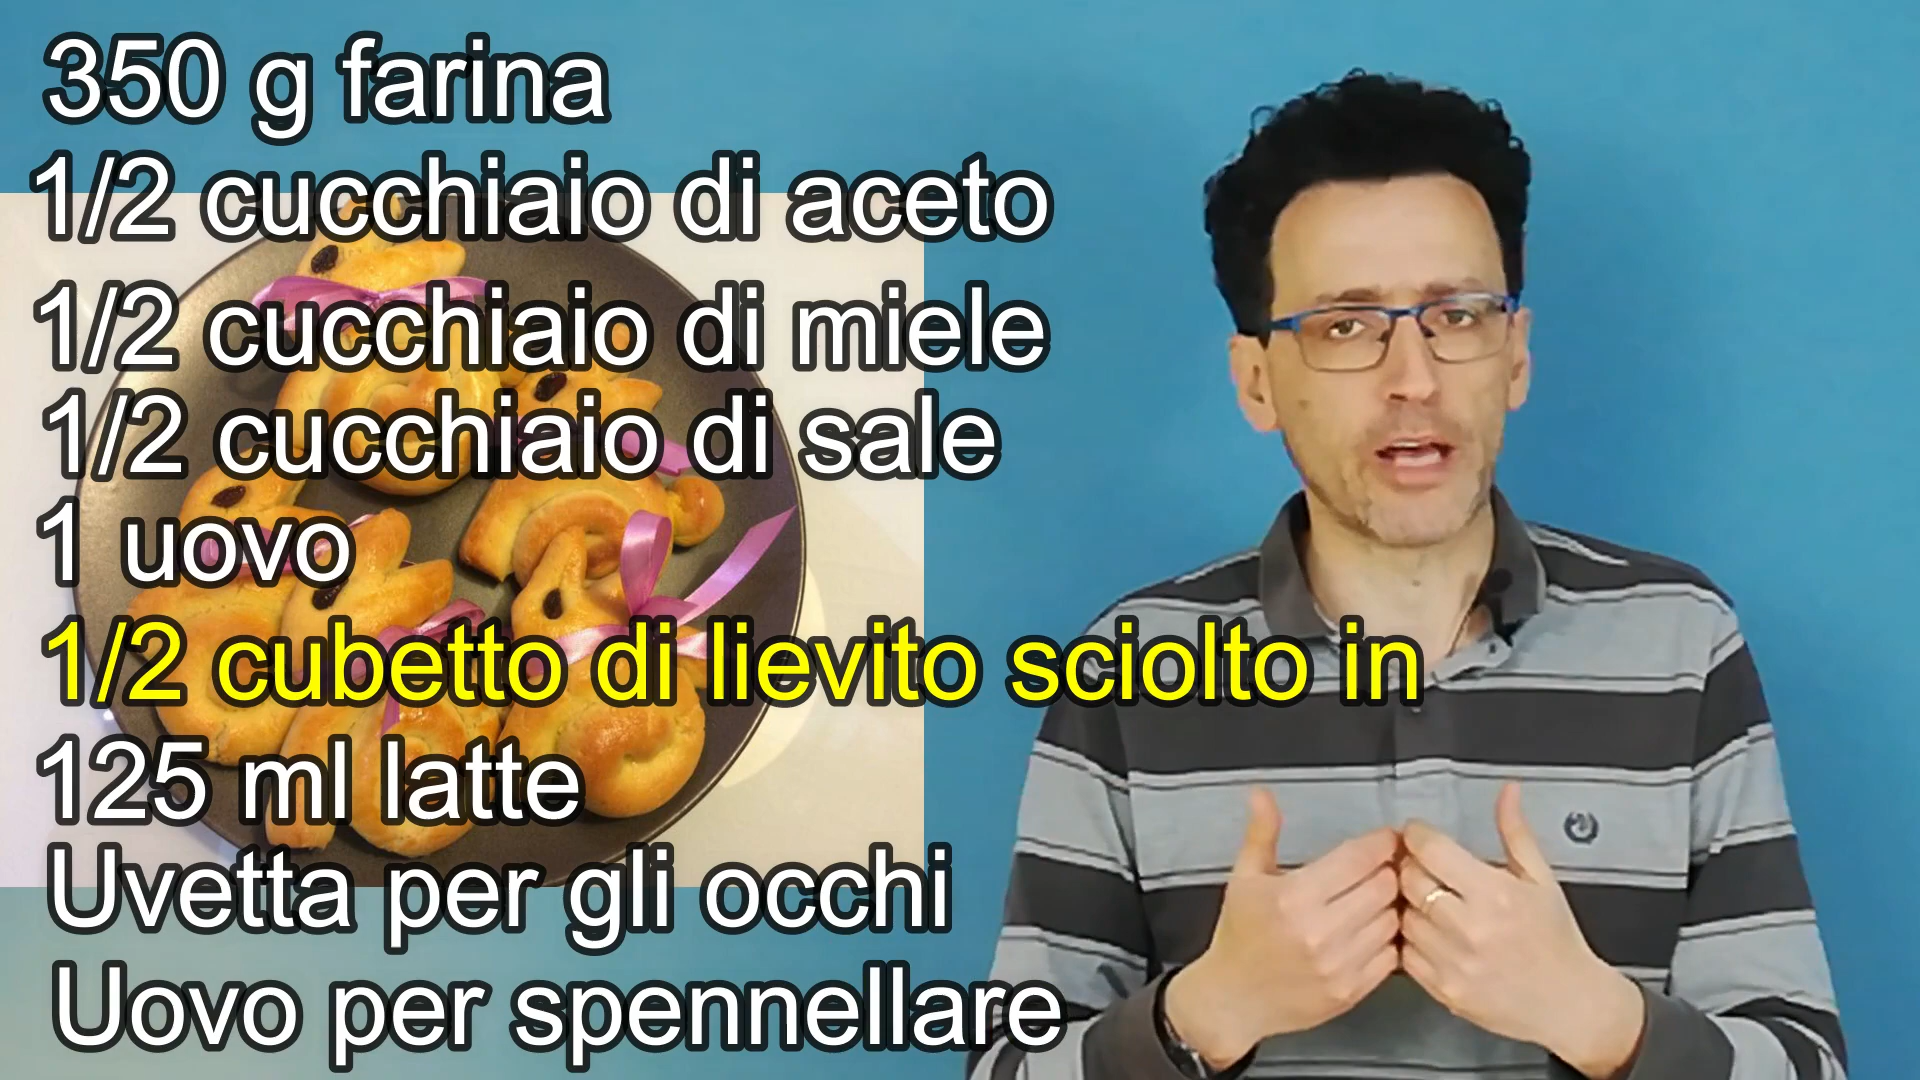 350 g farina
1/2 cucchiaio di aceto
1/2 cucchiaio di miele
1/2 cucchiaio di sale
1 uovo
1/2 cubetto di lievito sciolto in
125 ml latte
Uvetta per gli occhi
Uovo per spennellare